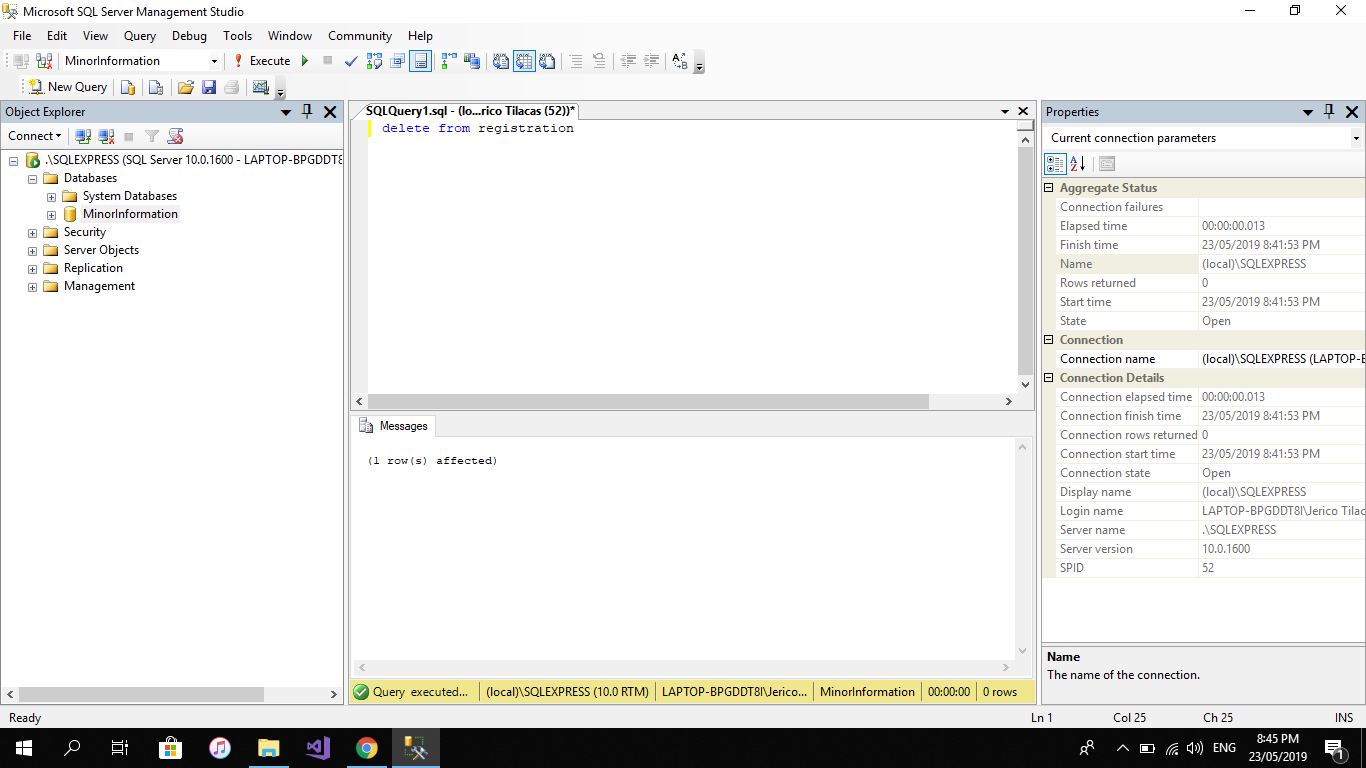 Microsoft SQL Server Management Studio
File Edit View Query Debug Tools Window Community Help
MinorInformation Execute
New Query
Object Explorer
Connect
.\SQLEXPRESS (SQL Server 10.0.1600 - LAPTOP-BPGDDT8
Databases
System Databases
MinorInformation
Security
Server Objects
Replication
Management
SQLQuery1.sql - (lo...rico Tilacas (52))*
delete from registration
Messages
(1 row(s) affected)
Query executed... (local)\SQLEXPRESS (10.0 RTM) LAPTOP-BPGDDT8I\Jerico... MinorInformation 00:00:00 0 rows
Properties
Current connection parameters
Aggregate Status
Connection failures
Elapsed time 00:00:00.013
Finish time 23/05/2019 8:41:53 PM
Name (local)\SQLEXPRESS
Rows returned 0
Start time 23/05/2019 8:41:53 PM
State Open
Connection
Connection name (local)\SQLEXPRESS (LAPTOP-B
Connection Details
Connection elapsed time 00:00:00.013
Connection finish time 23/05/2019 8:41:53 PM
Connection rows returned 0
Connection start time 23/05/2019 8:41:53 PM
Connection state Open
Display name (local)\SQLEXPRESS
Login name LAPTOP-BPGDDT8I\Jerico Tilac
Server name .\SQLEXPRESS
Server version 10.0.1600
SPID 52
Name
The name of the connection.
Ready Ln 1 Col 25 Ch 25 INS
ENG 8:45 PM
23/05/2019 1